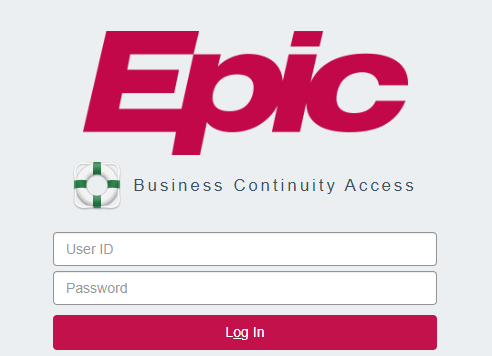 Epic
Business Continuity Access
User ID
Password
Log In